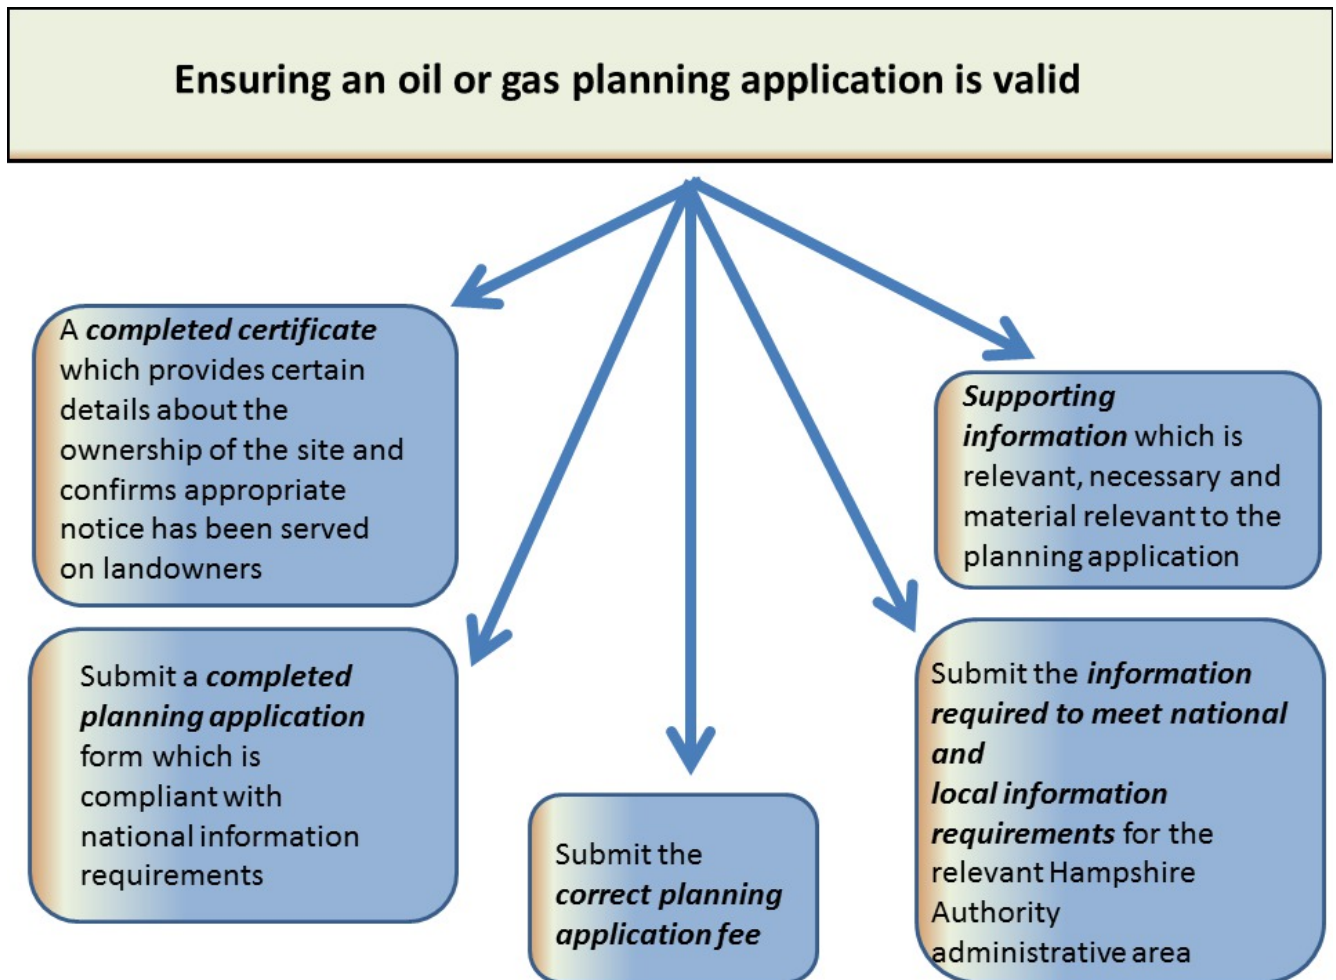 Ensuring an oil or gas planning application is valid
A completed certificate
which provides certain
details about the
ownership of the site and
confirms appropriate
notice has been served
on landowners
Submit a completed
planning application
form which is
compliant with
national information
requirements
Submit the
correct planning
application fee
Supporting
information which is
relevant, necessary and
material relevant to the
planning application
Submit the information
required to meet national
and
local information
requirements for the
relevant Hampshire
Authority
administrative area